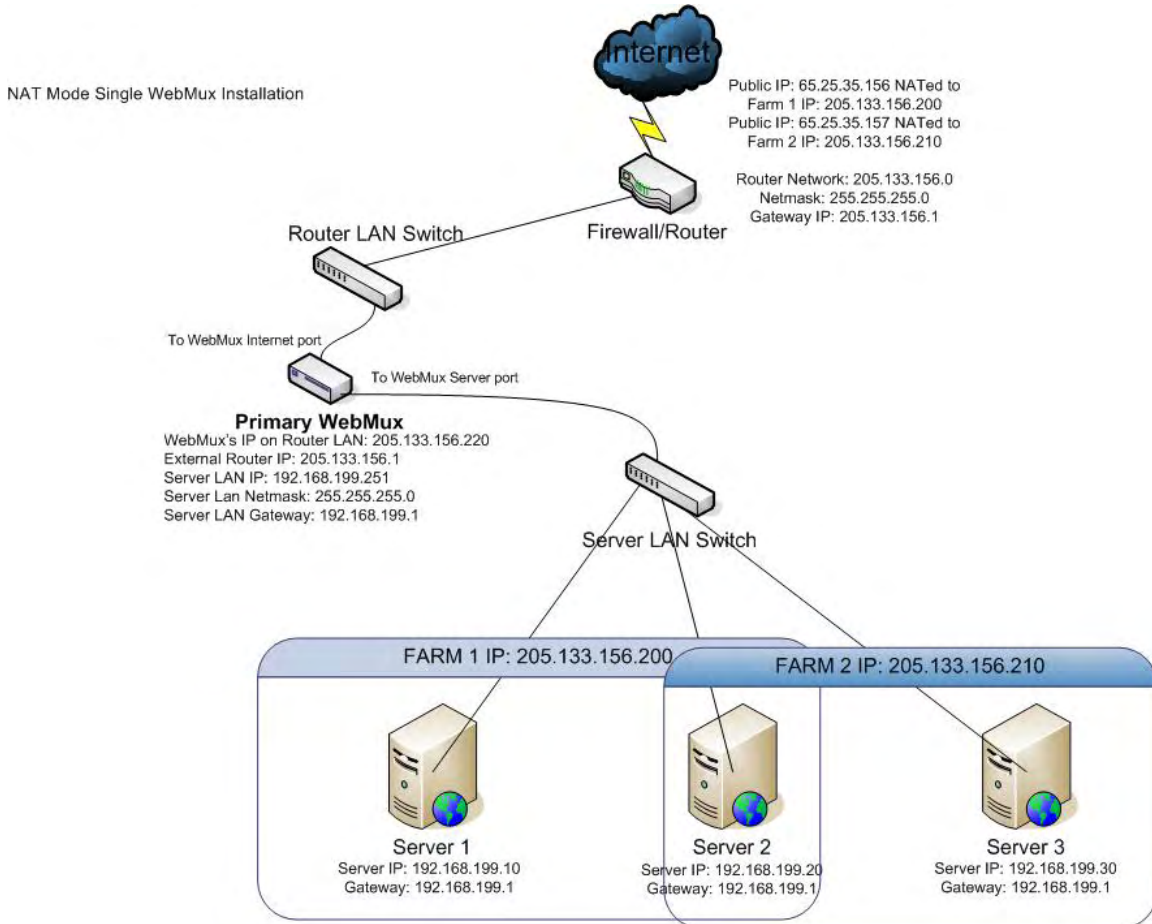 Internet
NAT Mode Single WebMux Installation
Public IP: 65.25.35.156 NATed to
Farm 1 IP: 205.133.156.200
Public IP: 65.25.35.157 NATed to
Farm 2 IP: 205.133.156.210
Router Network: 205.133.156.0
Netmask: 255.255.255.0
Gateway IP: 205.133.156.1
Firewall/Router
Router LAN Switch
To WebMux Internet port
To WebMux Server port
Primary WebMux
WebMux's IP on Router LAN: 205.133.156.220
External Router IP: 205.133.156.1
Server LAN IP: 192.168.199.251
Server Lan Netmask: 255.255.255.0
Server LAN Gateway: 192.168.199.1
Server LAN Switch
FARM 1 IP: 205.133.156.200
FARM 2 IP: 205.133.156.210
Server 1
Server IP: 192.168.199.10
Gateway: 192.168.199.1
Server 2
Server IP: 192.168.199.20
Gateway: 192.168.199.1
Server 3
Server IP: 192.168.199.30
Gateway: 192.168.199.1